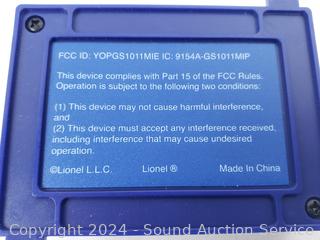 FCC ID: YOPGS1011MIE IC: 9154A-GS1011MIP
This device complies with Part 15 of the FCC Rules.
Operation is subject to the following two conditions:
(1) This device may not cause harmful interference,
and
(2) This device must accept any interference received,
including interference that may cause undesired
operation.
©Lionel L.L.C. Lionel ® Made In China
Copyright 2024 - Sound Auction Service